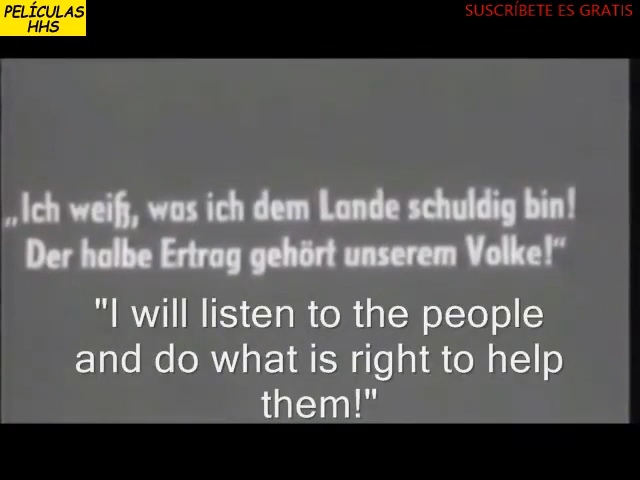 PELÍCULAS
HHS
SUSCRÍBETE ES GRATIS
„Ich weiß, was ich dem Lande schuldig bin!
Der halbe Ertrag gehört unserem Volke!“
"I will listen to the people
and do what is right to help
them!"